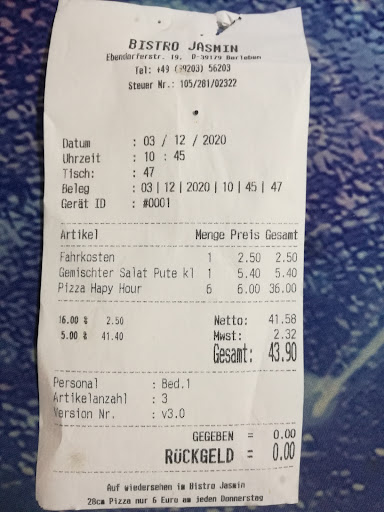 BISTRO JASMIN
Ebendorferstr. 19, D-39179 Barleben
Tel: +49 (39203) 56203
Steuer Nr.: 105/281/02322
Datum : 03 / 12 / 2020
Uhrzeit : 10 : 45
Tisch: : 47
Beleg : 03|12|2020|10|45|47
Gerät ID : #0001
Artikel Menge Preis Gesamt
Fahrkosten 1 2.50 2.50
Gemischter Salat Pute kl 1 5.40 5.40
Pizza Hapy Hour 6 6.00 36.00
16.00 % 2.50 Netto: 41.58
5.00 % 41.40 Mwst: 2.32
Gesamt: 43.90
Personal : Bed.1
Artikelanzahl : 3
Version Nr. : v3.0
GEGEBEN = 0.00
RÜCKGELD = 0.00
Auf wiedersehen im Bistro Jasmin
28cm Pizza nur 6 Euro am jeden Donnerstag